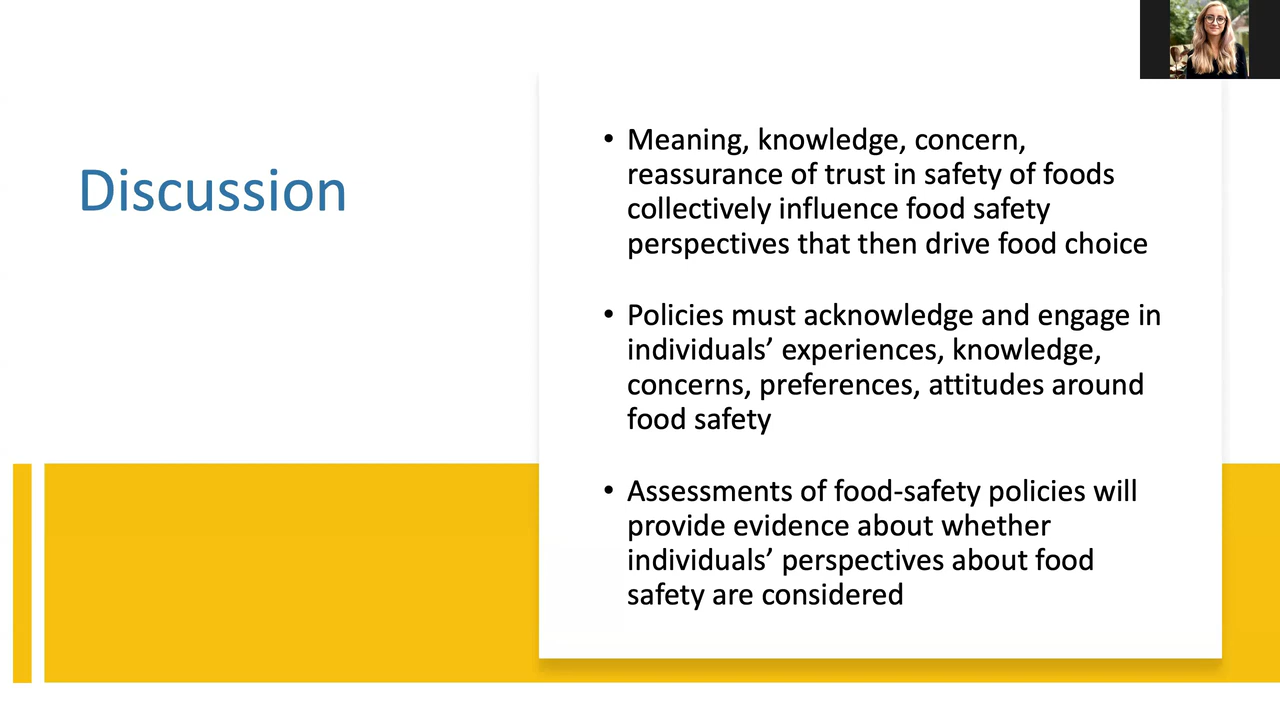 Discussion
• Meaning, knowledge, concern,
reassurance of trust in safety of foods
collectively influence food safety
perspectives that then drive food choice
• Policies must acknowledge and engage in
individuals’ experiences, knowledge,
concerns, preferences, attitudes around
food safety
• Assessments of food-safety policies will
provide evidence about whether
individuals’ perspectives about food
safety are considered